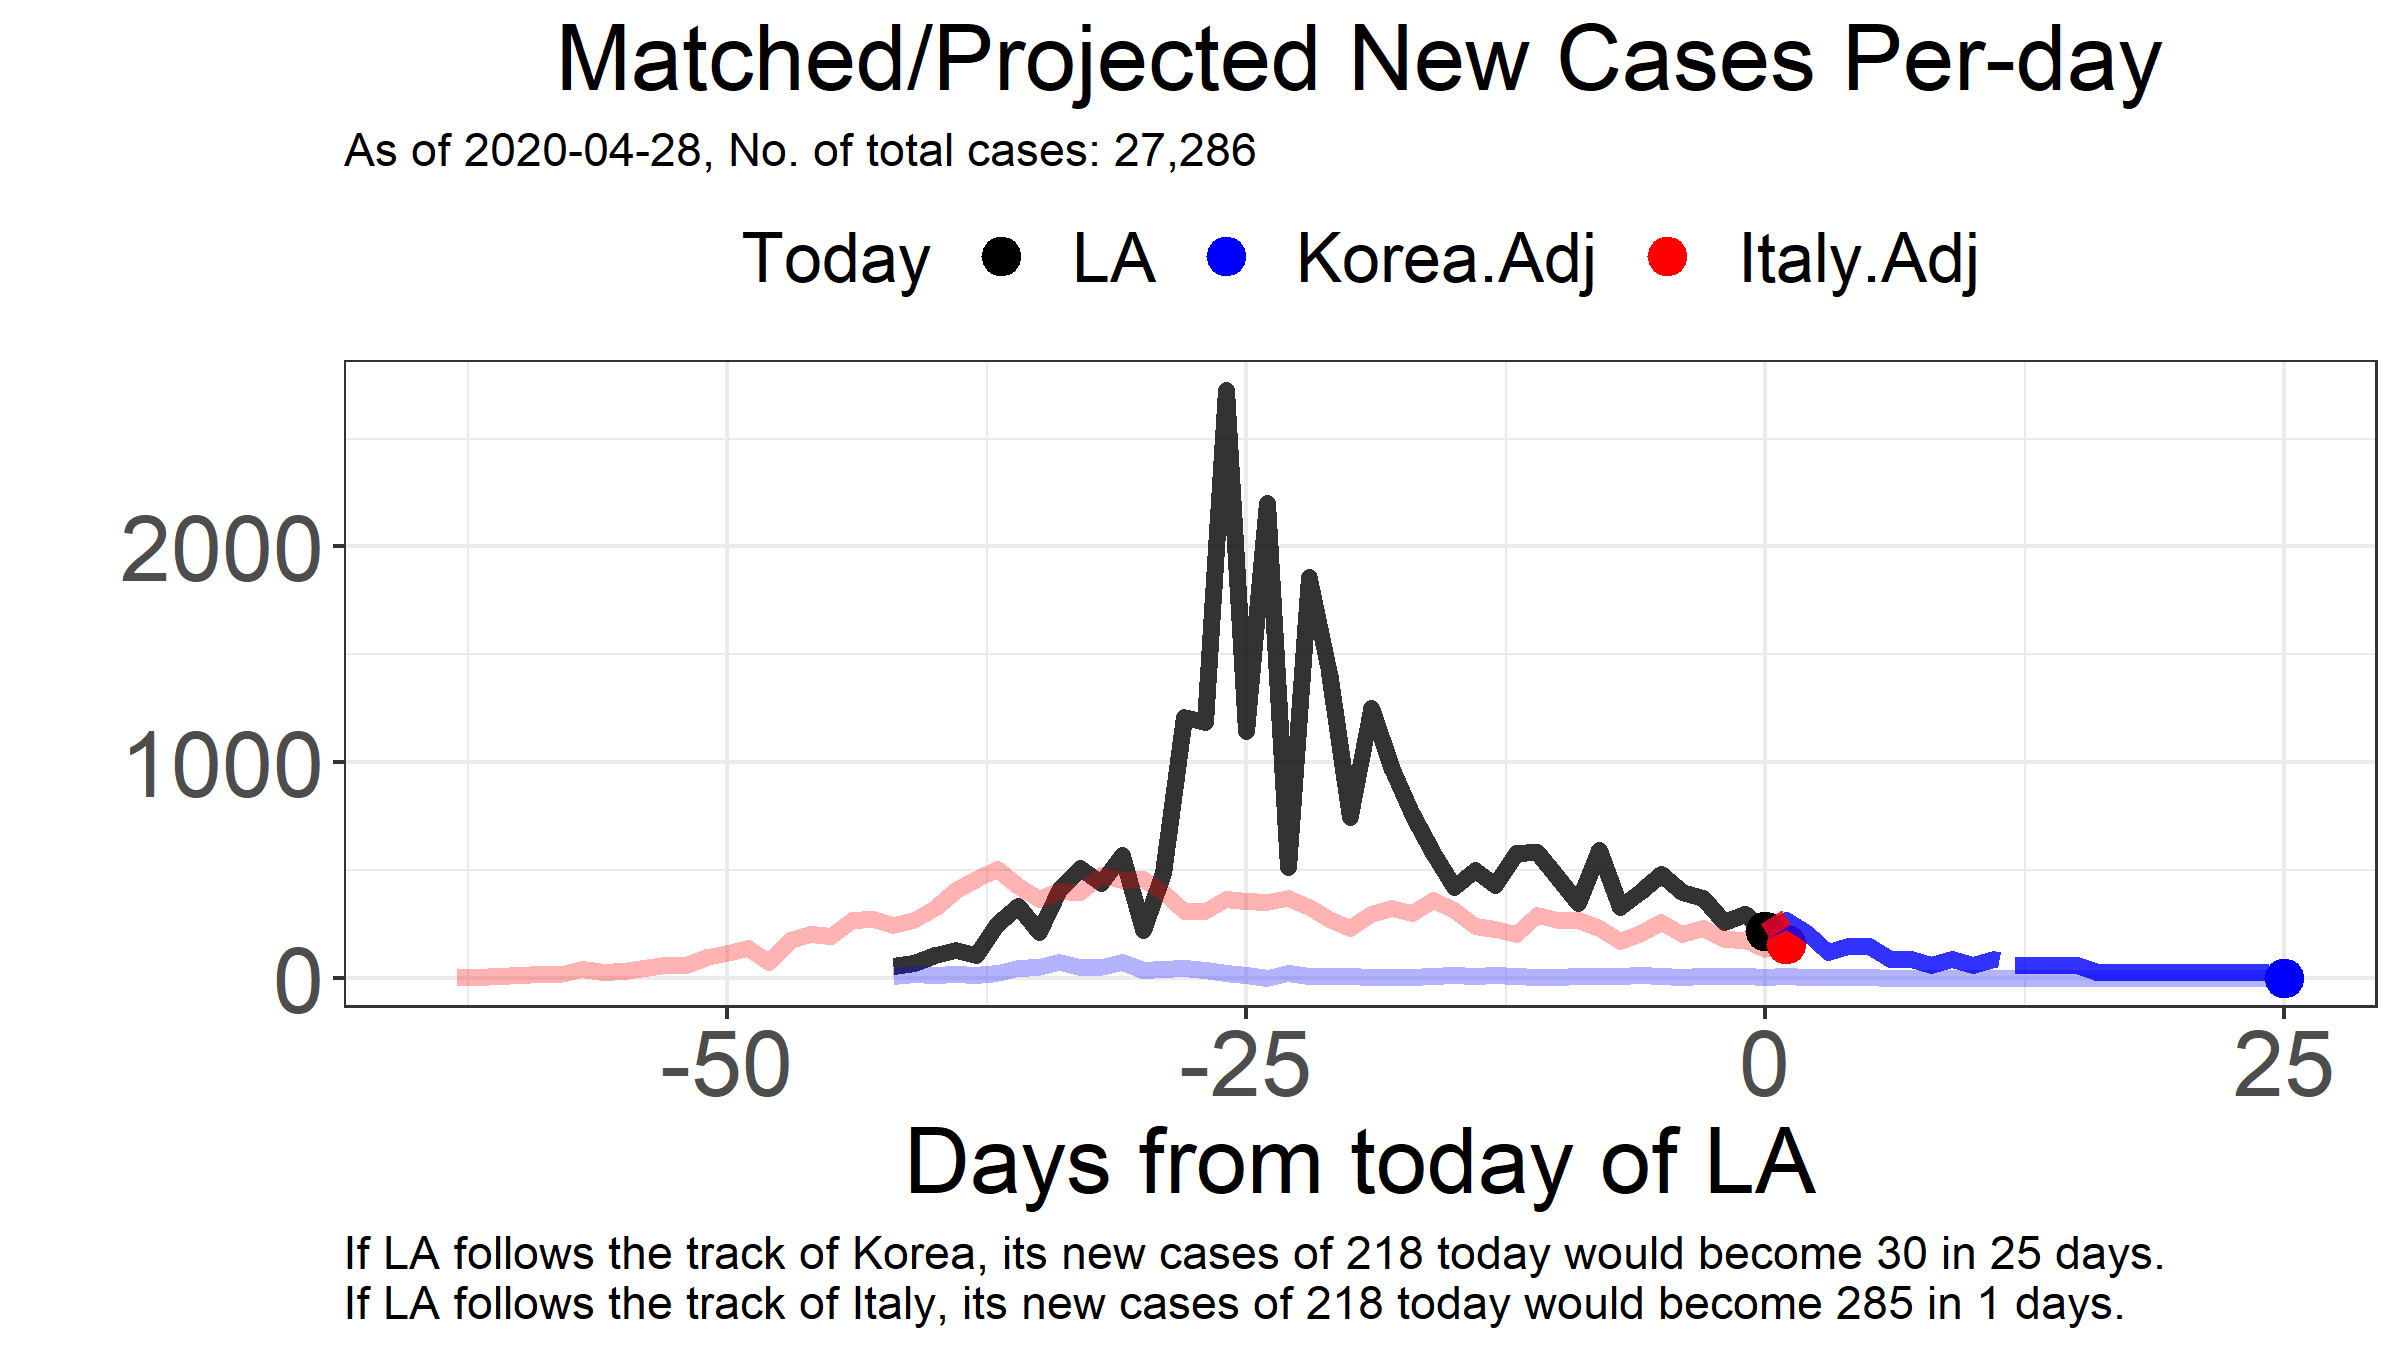 Matched/Projected New Cases Per-day
As of 2020-04-28, No. of total cases: 27,286
Today LA Korea.Adj Italy.Adj
2000
1000
0
-50 -25 0 25
Days from today of LA
If LA follows the track of Korea, its new cases of 218 today would become 30 in 25 days.
If LA follows the track of Italy, its new cases of 218 today would become 285 in 1 days.